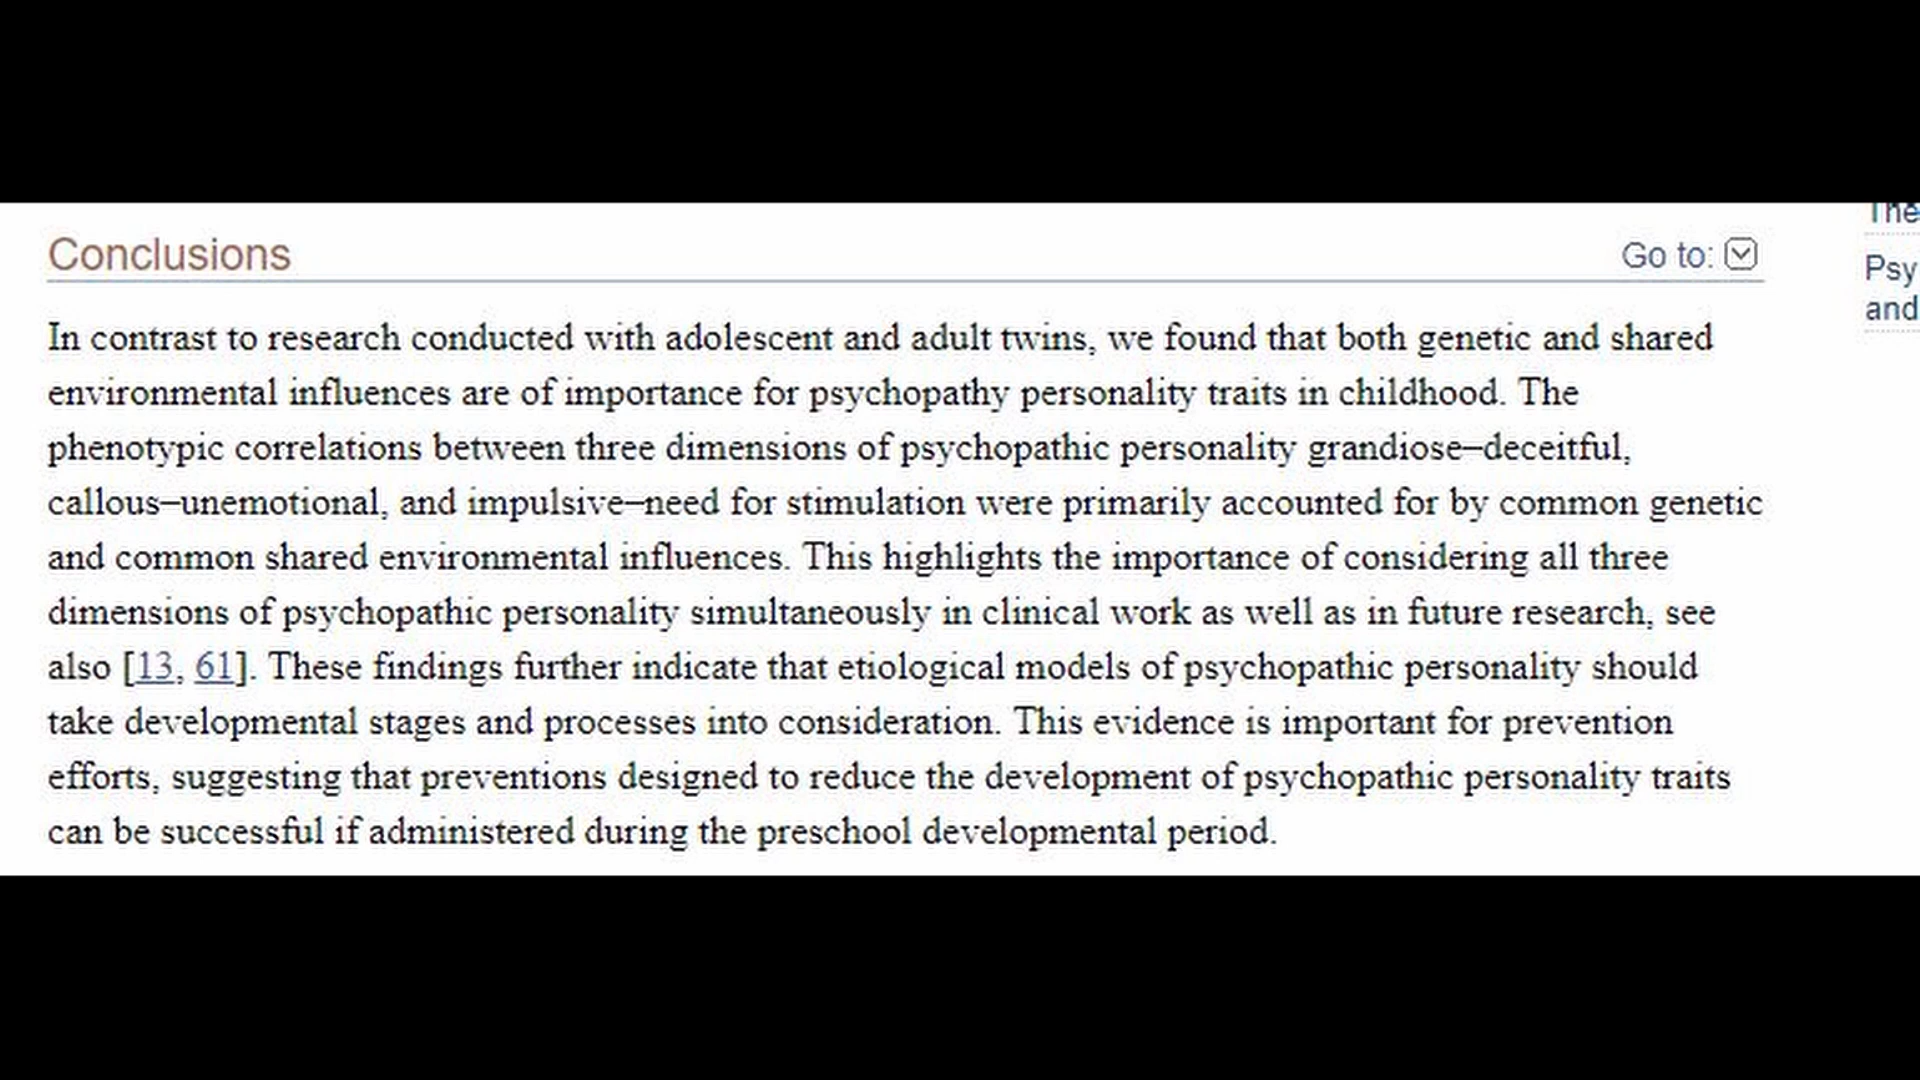 Conclusions
Go to:
In contrast to research conducted with adolescent and adult twins, we found that both genetic and shared
environmental influences are of importance for psychopathy personality traits in childhood. The
phenotypic correlations between three dimensions of psychopathic personality grandiose–deceitful,
callous–unemotional, and impulsive–need for stimulation were primarily accounted for by common genetic
and common shared environmental influences. This highlights the importance of considering all three
dimensions of psychopathic personality simultaneously in clinical work as well as in future research, see
also [13, 61]. These findings further indicate that etiological models of psychopathic personality should
take developmental stages and processes into consideration. This evidence is important for prevention
efforts, suggesting that preventions designed to reduce the development of psychopathic personality traits
can be successful if administered during the preschool developmental period.
The
Psy
and